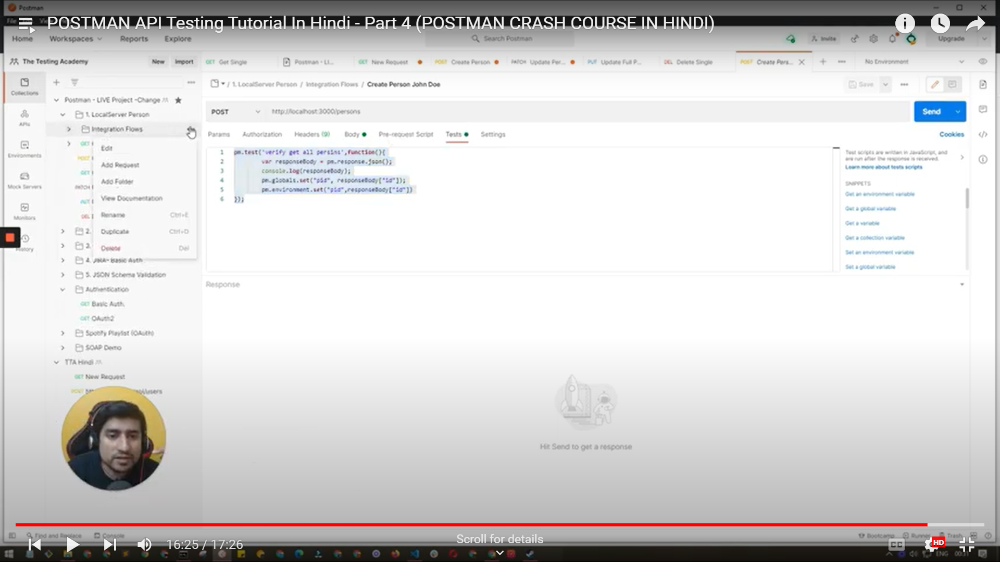 Postman
POSTMAN API Testing Tutorial In Hindi - Part 4 (POSTMAN CRASH COURSE IN HINDI)
Home
Workspaces
Reports
Explore
Search Postman
Invite
Upgrade
The Testing Academy
New
Import
GET Get Single
Postman - LI...
GET New Request
POST Create Person
PATCH Update Per...
PUT Update Full P...
DEL Delete Single
POST Create Pers...
No Environment
Collections
APIs
Environments
Mock Servers
Monitors
History
Postman - LIVE Project -Change
1. LocalServer Person
Integration Flows
GET
Edit
POST
Add Request
GET
Add Folder
PATCH
View Documentation
PUT
Rename Ctrl+E
DEL
Duplicate Ctrl+D
2.
Delete Del
3.
4. JIRA- Basic Auth
5. JSON Schema Validation
Authentication
GET Basic Auth.
GET OAuth2
Spotify Playlist (OAuth)
SOAP Demo
TTA Hindi
GET New Request
POST
/ 1. LocalServer Person / Integration Flows / Create Person John Doe
Save
POST
http://localhost:3000/persons
Send
Params
Authorization
Headers (9)
Body
Pre-request Script
Tests
Settings
Cookies
1 pm.test('verify get all persins',function(){
2 var responseBody = pm.response.json();
3 console.log(responseBody);
4 pm.globals.set("pid", responseBody["id"]);
5 pm.environment.set("pid",responseBody["id"])
6 });
Test scripts are written in JavaScript, and
are run after the response is received.
Learn more about tests scripts
SNIPPETS
Get an environment variable
Get a global variable
Get a variable
Get a collection variable
Set an environment variable
Set a global variable
Response
Hit Send to get a response
Find and Replace
Console
Bootcamp
Runner
Trash
16:25 / 17:26
Scroll for details
CC
HD
ENG